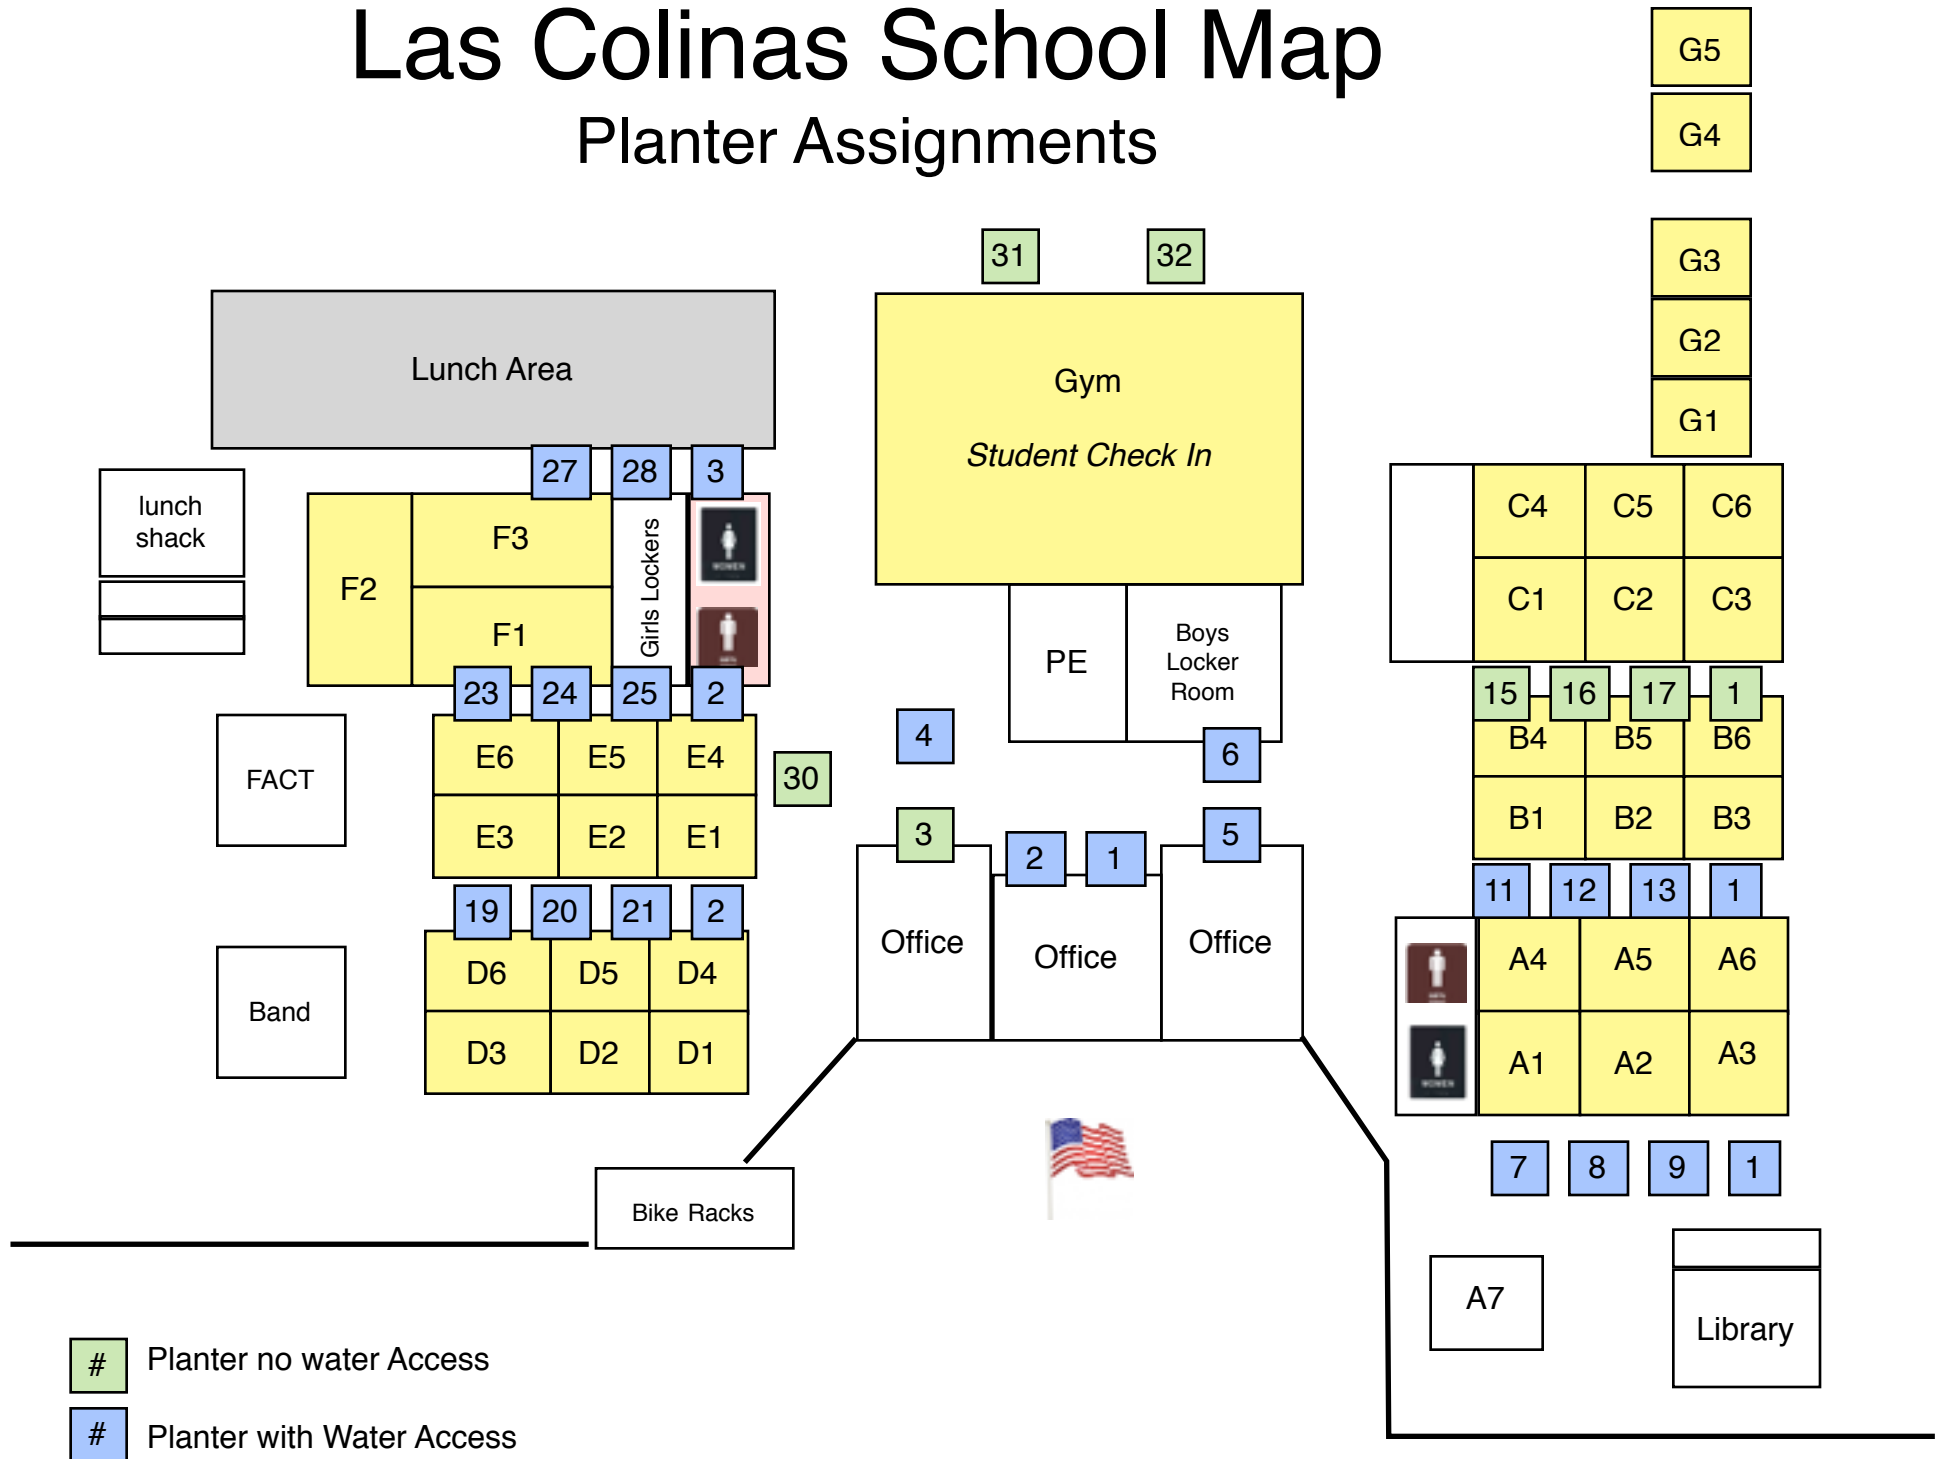 Las Colinas School Map
Planter Assignments
G5
G4
31
32
G3
G2
G1
Lunch Area
Gym
Student Check In
27
28
3
lunch
shack
F3
F2
F1
Girls Lockers
C4
C5
C6
C1
C2
C3
PE
Boys
Locker
Room
23
24
25
2
15
16
17
1
4
6
FACT
E6
E5
E4
30
B4
B5
B6
E3
E2
E1
B1
B2
B3
3
2
1
5
19
20
21
2
11
12
13
1
Office
Office
Office
Band
D6
D5
D4
D3
D2
D1
A4
A5
A6
A1
A2
A3
7
8
9
1
Bike Racks
A7
Library
# Planter no water Access
# Planter with Water Access